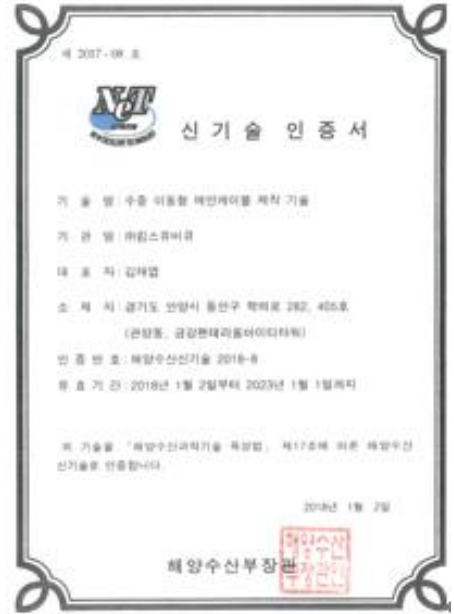 제 2017-08 호
NeT
신 기 술 인 증 서
기 술 명 : 수중 이동형 케이블 제작 기술
기 관 명 :
대 표 자 : 김재엽
소 재 지 : 경기도 안양시 동안구 학의로 282, 405호
(관양동, 금강펜테리움아이티타워)
인 증 번 호 : 해양수산신기술 2018-8
유 효 기 간 : 2018년 1월 2일부터 2023년 1월 1일까지
위 기술을 「해양수산과학기술 육성법」 제17조에 따른 해양수산
신기술로 인증합니다.
2018년 1월 2일
해양수산부장관